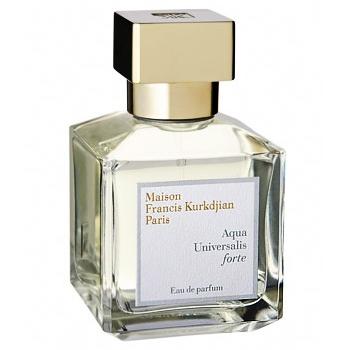 Maison
Francis Kurkdjian
Paris
Aqua
Universalis
forte
Eau de parfum